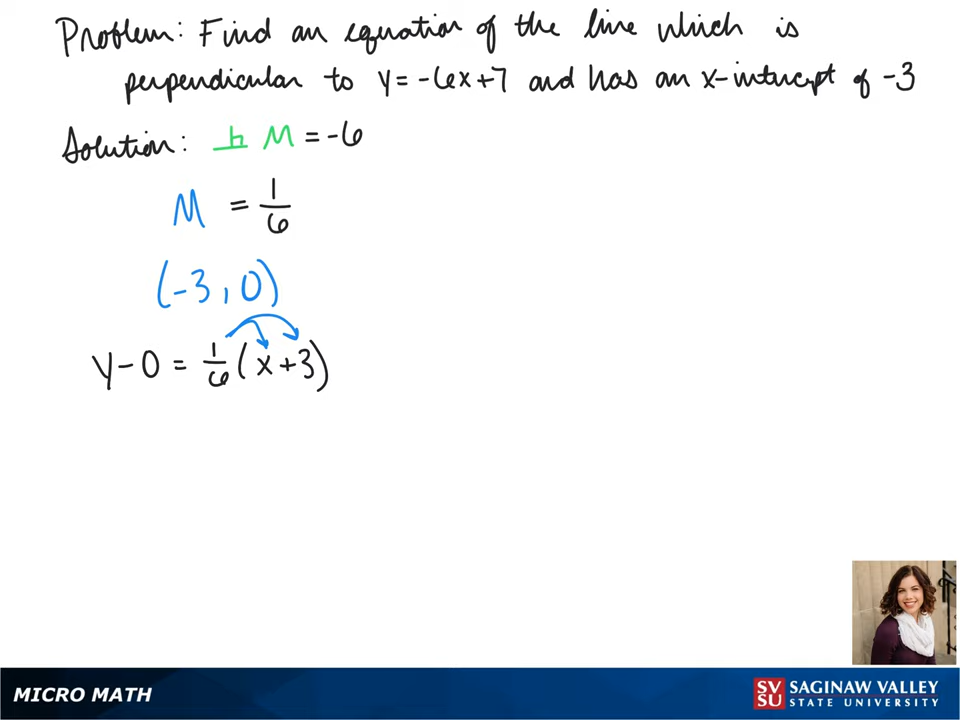 Problem: Find an equation of the line which is
perpendicular to y = -6x+7 and has an x-intercept of -3
Solution: M = -6
M = 1/6
(-3, 0)
y - 0 = 1/6 (x + 3)
MICRO MATH
SV SU SAGINAW VALLEY
STATE UNIVERSITY